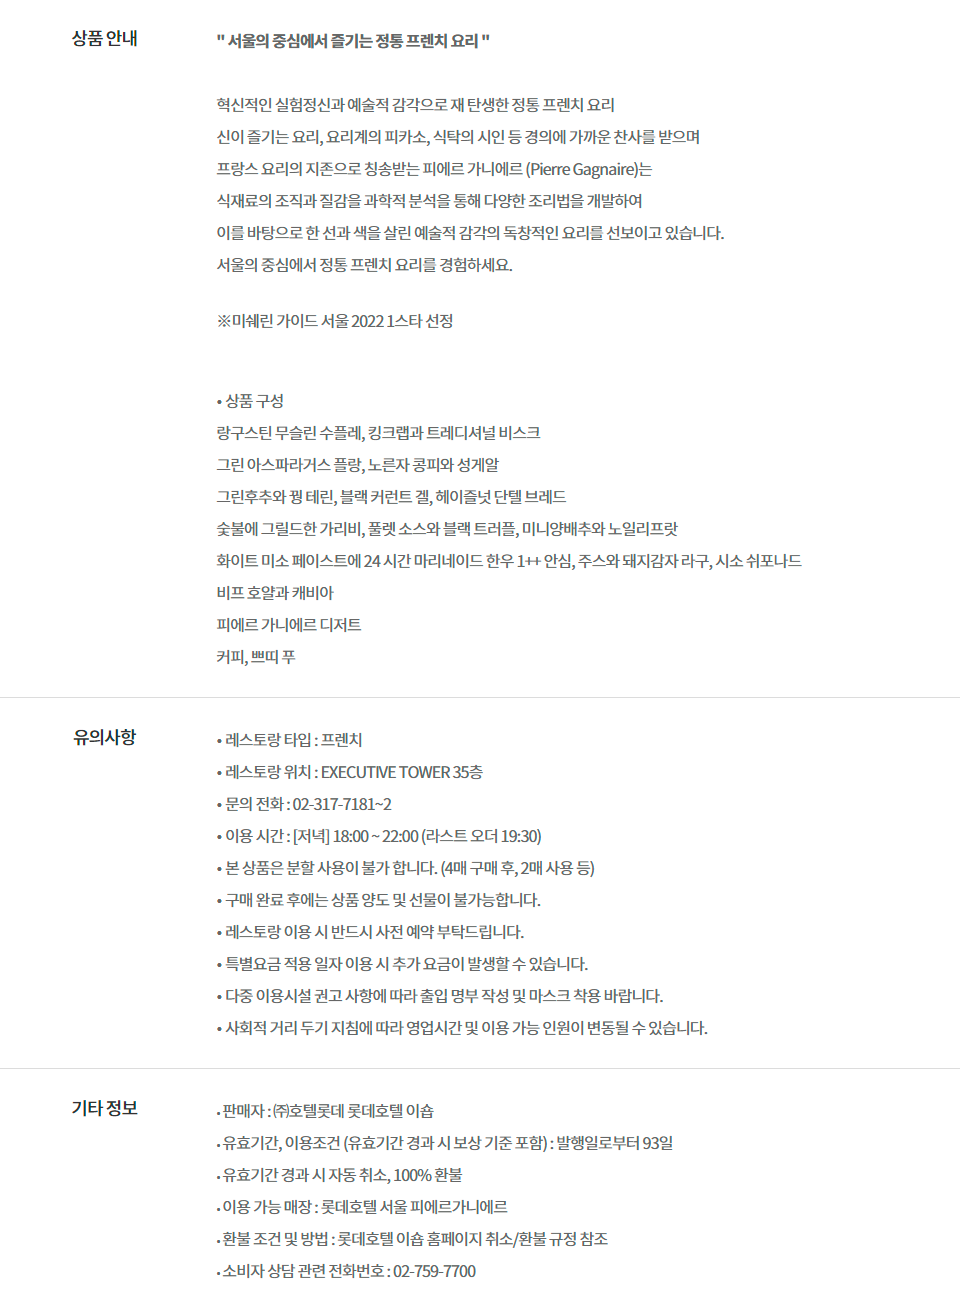 상품 안내
" 서울의 중심에서 즐기는 정통 프렌치 요리 "
혁신적인 실험정신과 예술적 감각으로 재 탄생한 정통 프렌치 요리
신이 즐기는 요리, 요리계의 피카소, 식탁의 시인 등 경의에 가까운 찬사를 받으며
프랑스 요리의 지존으로 칭송받는 피에르 가니에르 (Pierre Gagnaire)는
식재료의 조직과 질감을 과학적 분석을 통해 다양한 조리법을 개발하여
이를 바탕으로 한 선과 색을 살린 예술적 감각의 독창적인 요리를 선보이고 있습니다.
서울의 중심에서 정통 프렌치 요리를 경험하세요.
※미쉐린 가이드 서울 2022 1스타 선정
• 상품 구성
랑구스틴 무슬린 수플레, 킹크랩과 트레디셔널 비스크
그린 아스파라거스 플랑, 노른자 콩피와 성게알
그린후추와 꿩 테린, 블랙 커런트 겔, 헤이즐넛 단텔 브레드
숯불에 그릴드한 가리비, 풀렛 소스와 블랙 트러플, 미니양배추와 노일리프랏
화이트 미소 페이스트에 24 시간 마리네이드 한우 1++ 안심, 주스와 돼지감자 라구, 시소 쉬포나드
비프 호얄과 캐비아
피에르 가니에르 디저트
커피, 쁘띠 푸
유의사항
• 레스토랑 타입 : 프렌치
• 레스토랑 위치 : EXECUTIVE TOWER 35층
• 문의 전화 : 02-317-7181~2
• 이용 시간 : [저녁] 18:00 ~ 22:00 (라스트 오더 19:30)
• 본 상품은 분할 사용이 불가 합니다. (4매 구매 후, 2매 사용 등)
• 구매 완료 후에는 상품 양도 및 선물이 불가능합니다.
• 레스토랑 이용 시 반드시 사전 예약 부탁드립니다.
• 특별요금 적용 일자 이용 시 추가 요금이 발생할 수 있습니다.
• 다중 이용시설 권고 사항에 따라 출입 명부 작성 및 마스크 착용 바랍니다.
• 사회적 거리 두기 지침에 따라 영업시간 및 이용 가능 인원이 변동될 수 있습니다.
기타 정보
• 판매자 : ㈜호텔롯데 롯데호텔 이숍
• 유효기간, 이용조건 (유효기간 경과 시 보상 기준 포함) : 발행일로부터 93일
• 유효기간 경과 시 자동 취소, 100% 환불
• 이용 가능 매장 : 롯데호텔 서울 피에르가니에르
• 환불 조건 및 방법 : 롯데호텔 이숍 홈페이지 취소/환불 규정 참조
• 소비자 상담 관련 전화번호 : 02-759-7700